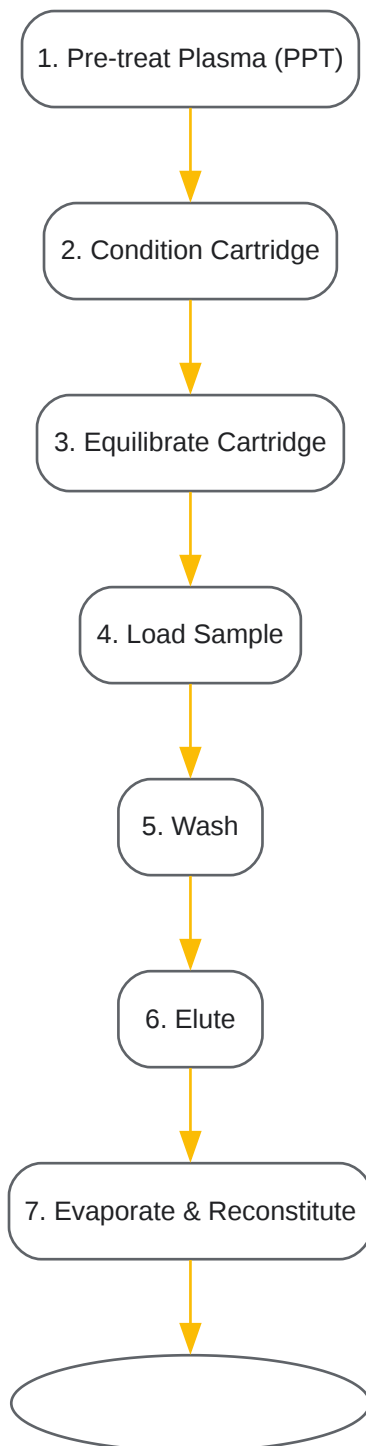 1. Pre-treat Plasma (PPT)
2. Condition Cartridge
3. Equilibrate Cartridge
4. Load Sample
5. Wash
6. Elute
7. Evaporate & Reconstitute